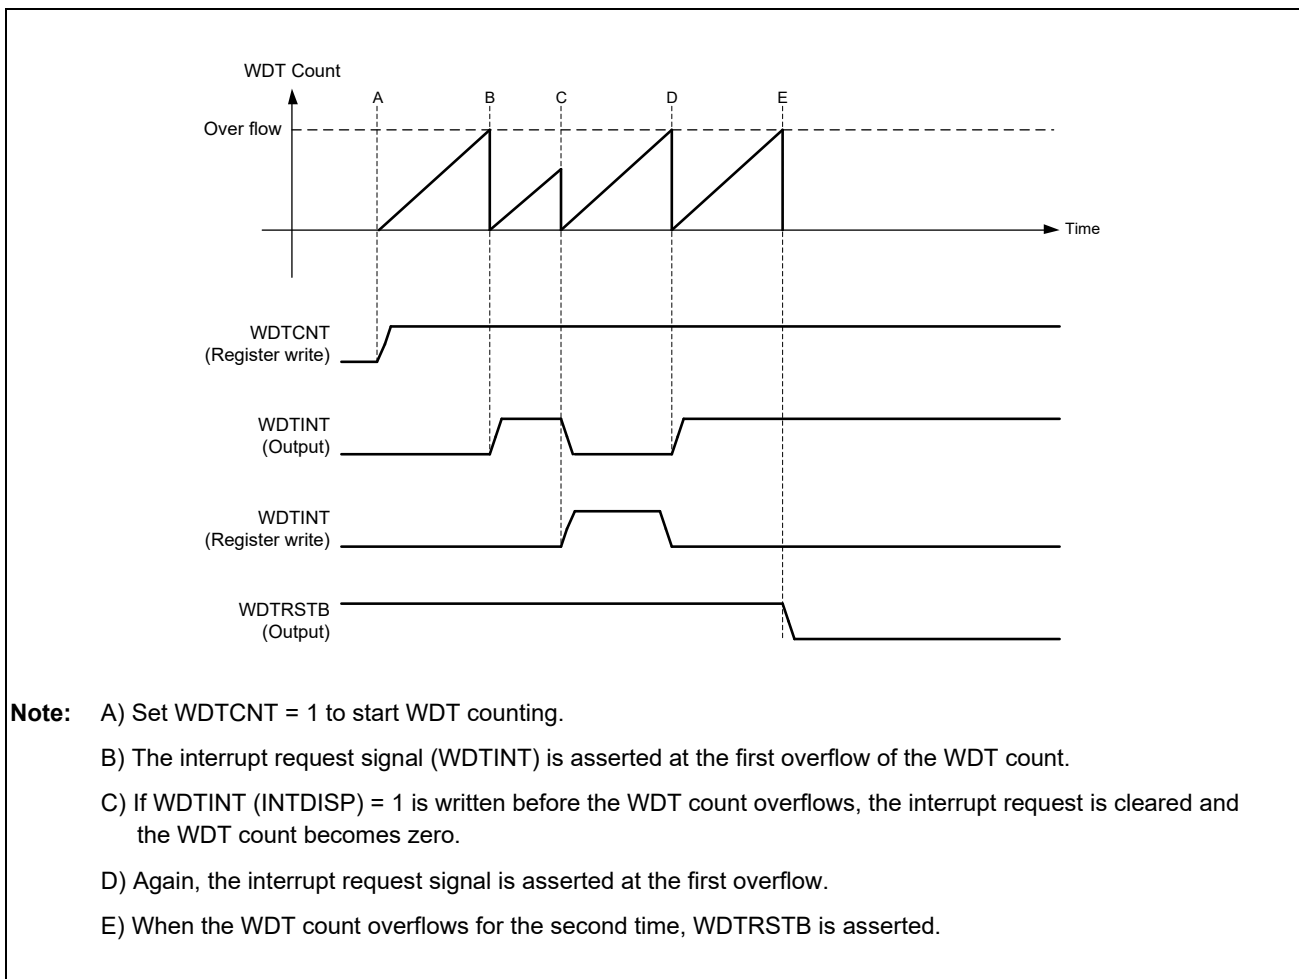 WDT Count
A B C D E
Over flow
Time
WDTCNT
(Register write)
WDTINT
(Output)
WDTINT
(Register write)
WDTRSTB
(Output)
Note: A) Set WDTCNT = 1 to start WDT counting.
B) The interrupt request signal (WDTINT) is asserted at the first overflow of the WDT count.
C) If WDTINT (INTDISP) = 1 is written before the WDT count overflows, the interrupt request is cleared and
the WDT count becomes zero.
D) Again, the interrupt request signal is asserted at the first overflow.
E) When the WDT count overflows for the second time, WDTRSTB is asserted.